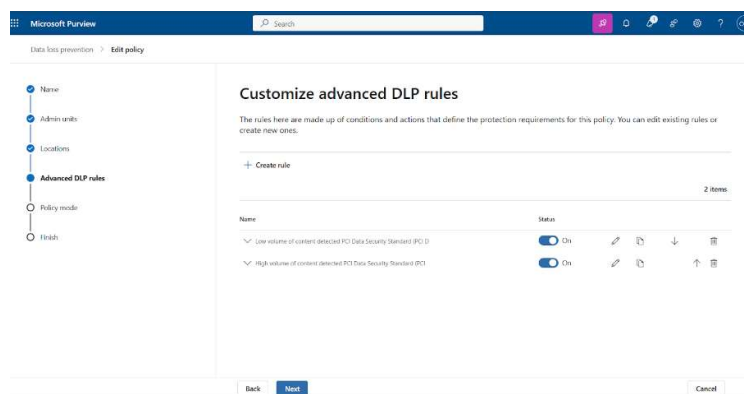 Microsoft Purview
Search
Data loss prevention > Edit policy
Name
Admin units
Locations
Advanced DLP rules
Policy mode
Finish
Customize advanced DLP rules
The rules here are made up of conditions and actions that define the protection requirements for this policy. You can edit existing rules or
create new ones.
+ Create rule
2 items
Name Status
Low volume of content detected PCI Data Security Standard (PCI D On
High volume of content detected PCI Data Security Standard (PCI On
Back Next Cancel